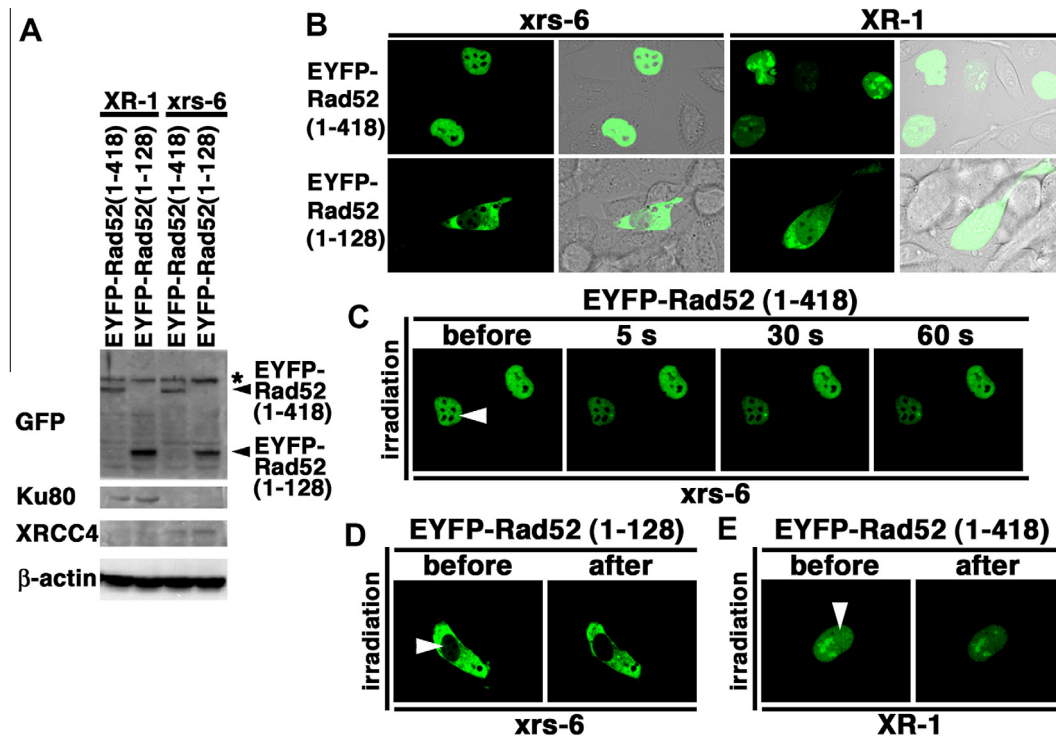 A
XR-1 xrs-6
EYFP-Rad52(1-418)
EYFP-Rad52(1-128)
EYFP-Rad52(1-418)
EYFP-Rad52(1-128)
GFP
*
EYFP-
Rad52
(1-418)
EYFP-
Rad52
(1-128)
Ku80
XRCC4
β-actin
B
xrs-6 XR-1
EYFP-
Rad52
(1-418)
EYFP-
Rad52
(1-128)
C
EYFP-Rad52 (1-418)
before 5 s 30 s 60 s
irradiation
xrs-6
D
EYFP-Rad52 (1-128)
before after
irradiation
xrs-6
E
EYFP-Rad52 (1-418)
before after
irradiation
XR-1